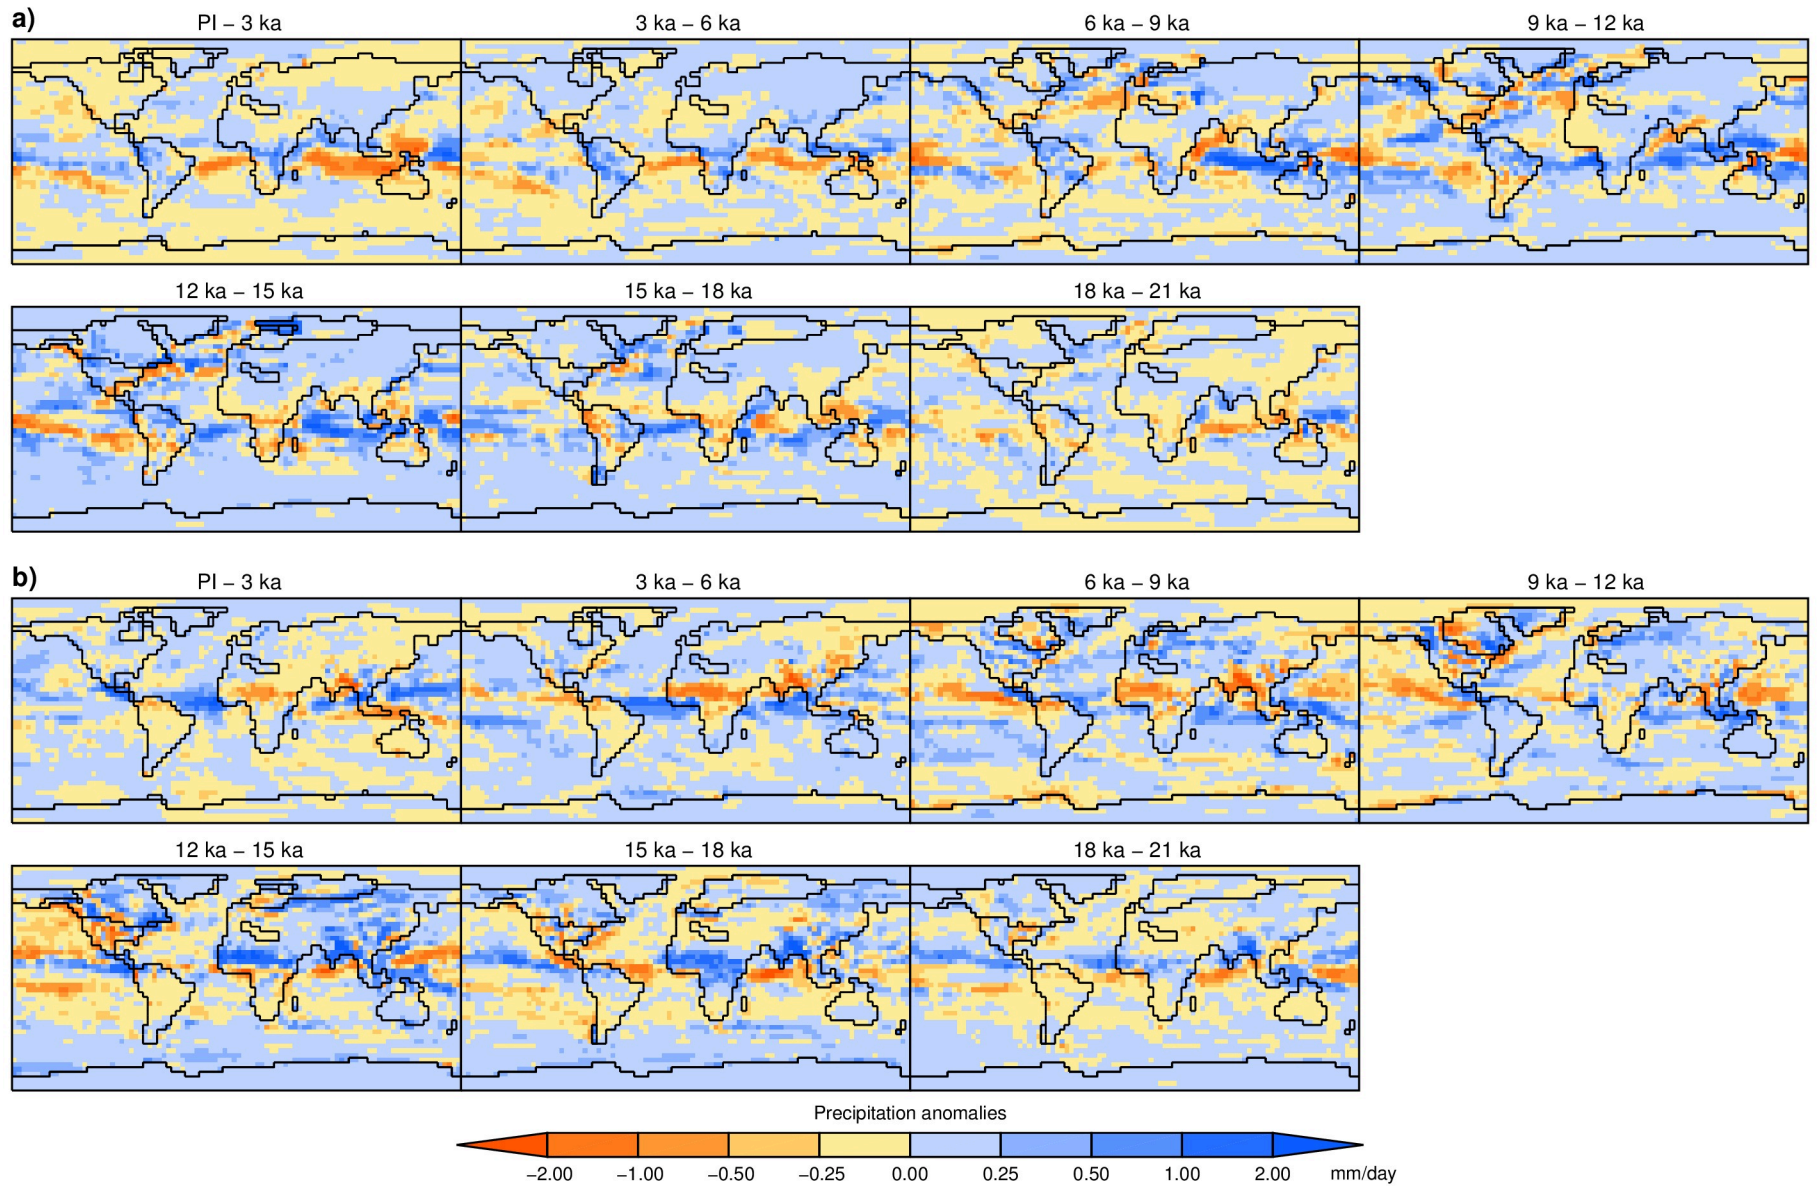 a)
PI – 3 ka
3 ka – 6 ka
6 ka – 9 ka
9 ka – 12 ka
12 ka – 15 ka
15 ka – 18 ka
18 ka – 21 ka
b)
PI – 3 ka
3 ka – 6 ka
6 ka – 9 ka
9 ka – 12 ka
12 ka – 15 ka
15 ka – 18 ka
18 ka – 21 ka
Precipitation anomalies
−2.00 −1.00 −0.50 −0.25 0.00 0.25 0.50 1.00 2.00 mm/day